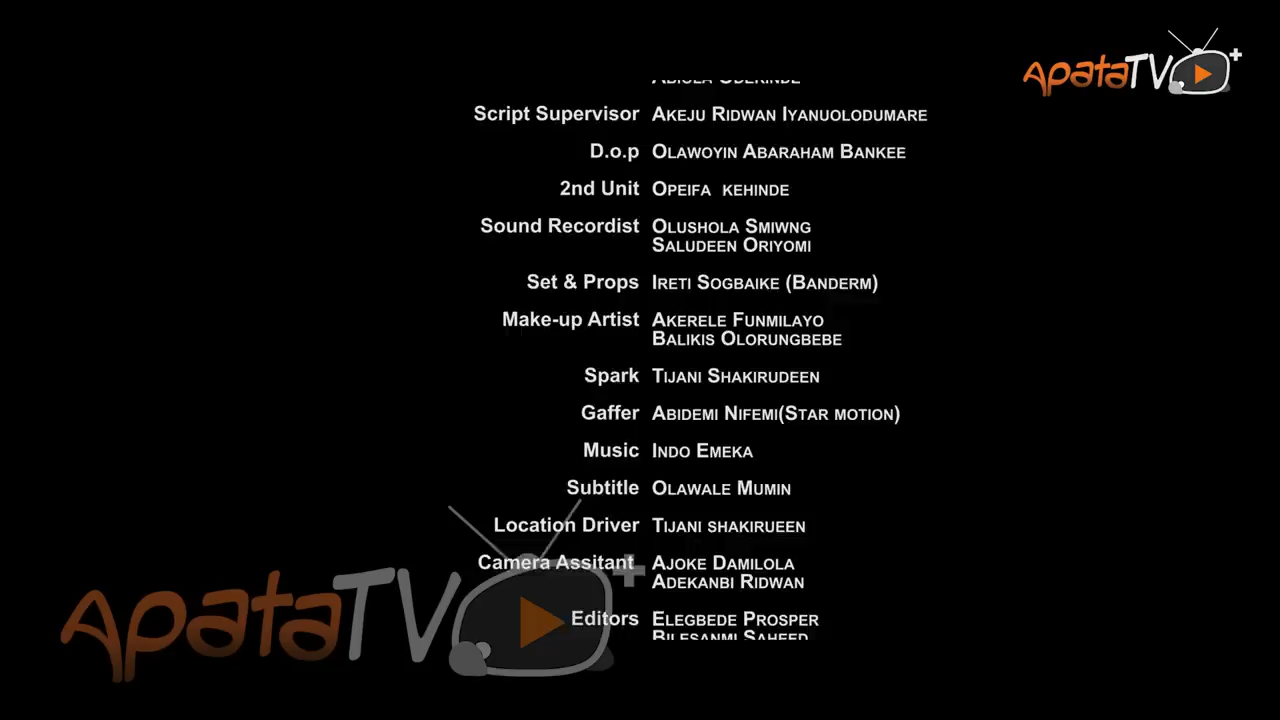 ApataTV+
Script Supervisor AKEJU RIDWAN IYANUOLODUMARE
D.o.p OLAWOYIN ABARAHAM BANKEE
2nd Unit OPEIFA KEHINDE
Sound Recordist OLUSHOLA SMIWNG
SALUDEEN ORIYOMI
Set & Props IRETI SOGBAIKE (BANDERM)
Make-up Artist AKERELE FUNMILAYO
BALIKIS OLORUNGBEBE
Spark TIJANI SHAKIRUDEEN
Gaffer ABIDEMI NIFEMI(STAR MOTION)
Music INDO EMEKA
Subtitle OLAWALE MUMIN
Location Driver TIJANI SHAKIRUEEN
Camera Assitant AJOKE DAMILOLA
ADEKANBI RIDWAN
Editors ELEGBEDE PROSPER
BILESANMI SAHEED
ApataTV+